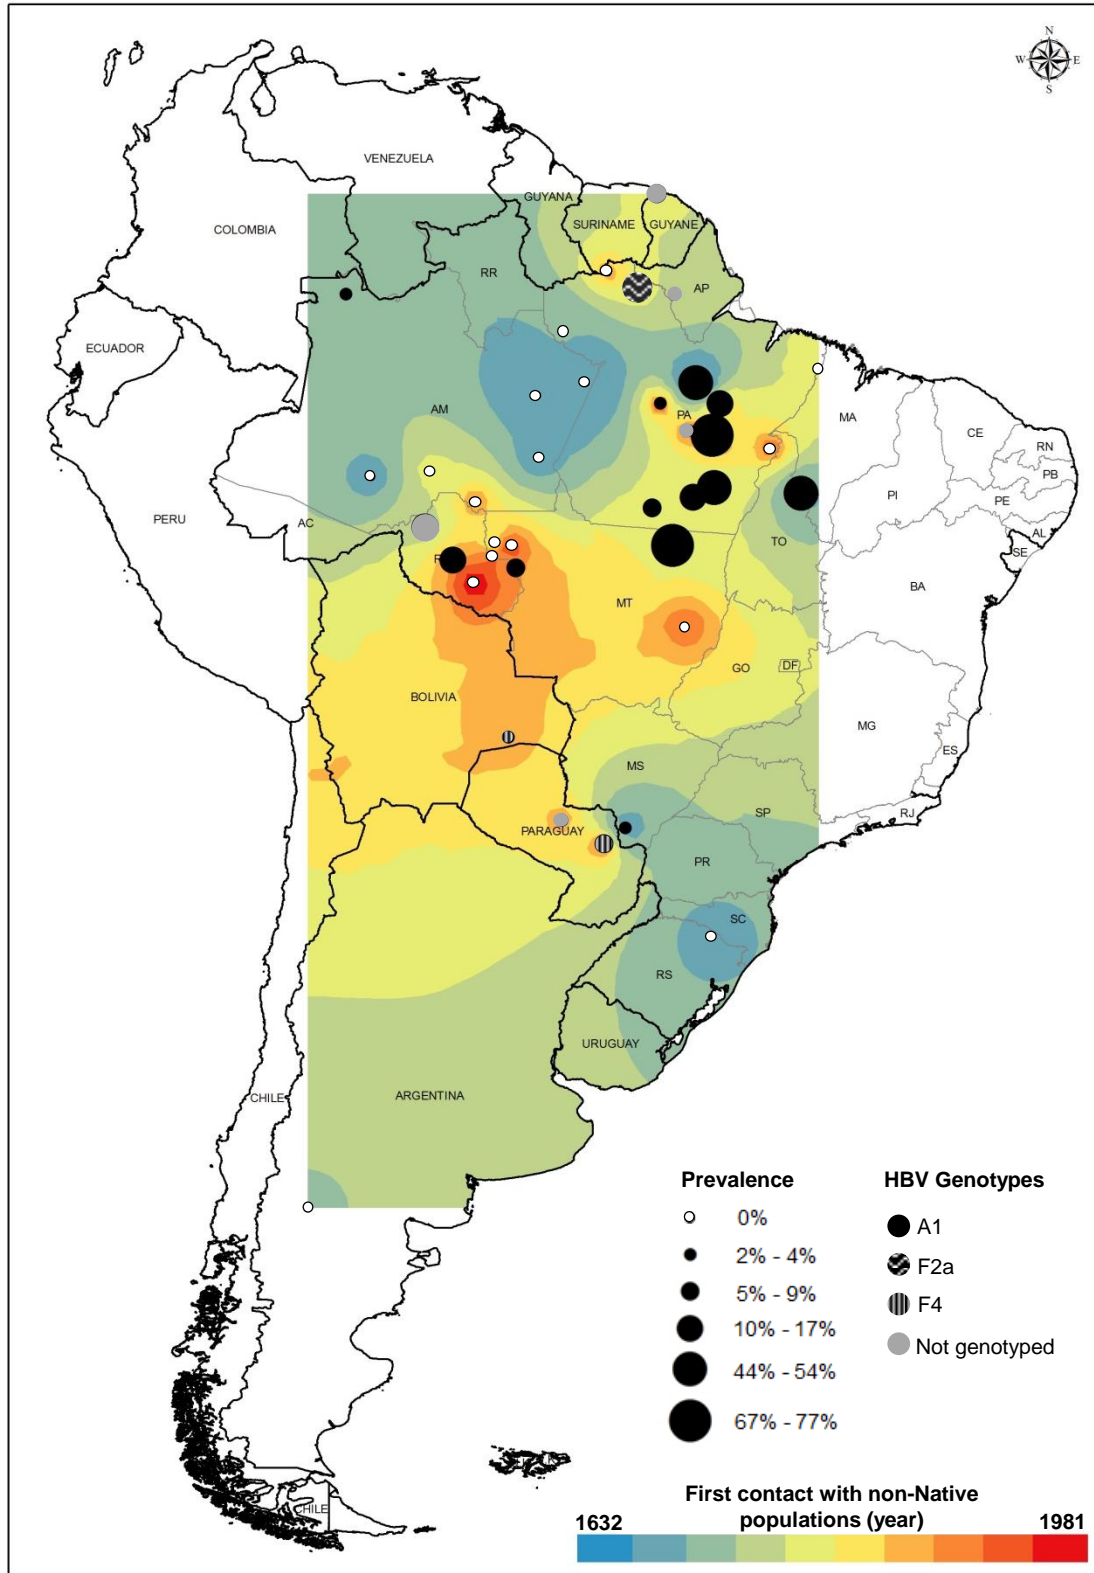 N
W E
S
VENEZUELA
GUYANA
SURINAME
GUYANE
COLOMBIA
RR
AP
ECUADOR
AM
PA
MA
CE
RN
PB
PI
PE
AL
SE
PERU
AC
TO
BA
MT
GO
DF
BOLIVIA
MG
ES
MS
SP
RJ
PARAGUAY
PR
SC
RS
URUGUAY
CHILE
ARGENTINA
CHILE
Prevalence
0%
2% - 4%
5% - 9%
10% - 17%
44% - 54%
67% - 77%
HBV Genotypes
A1
F2a
F4
Not genotyped
First contact with non-Native
1632 populations (year) 1981